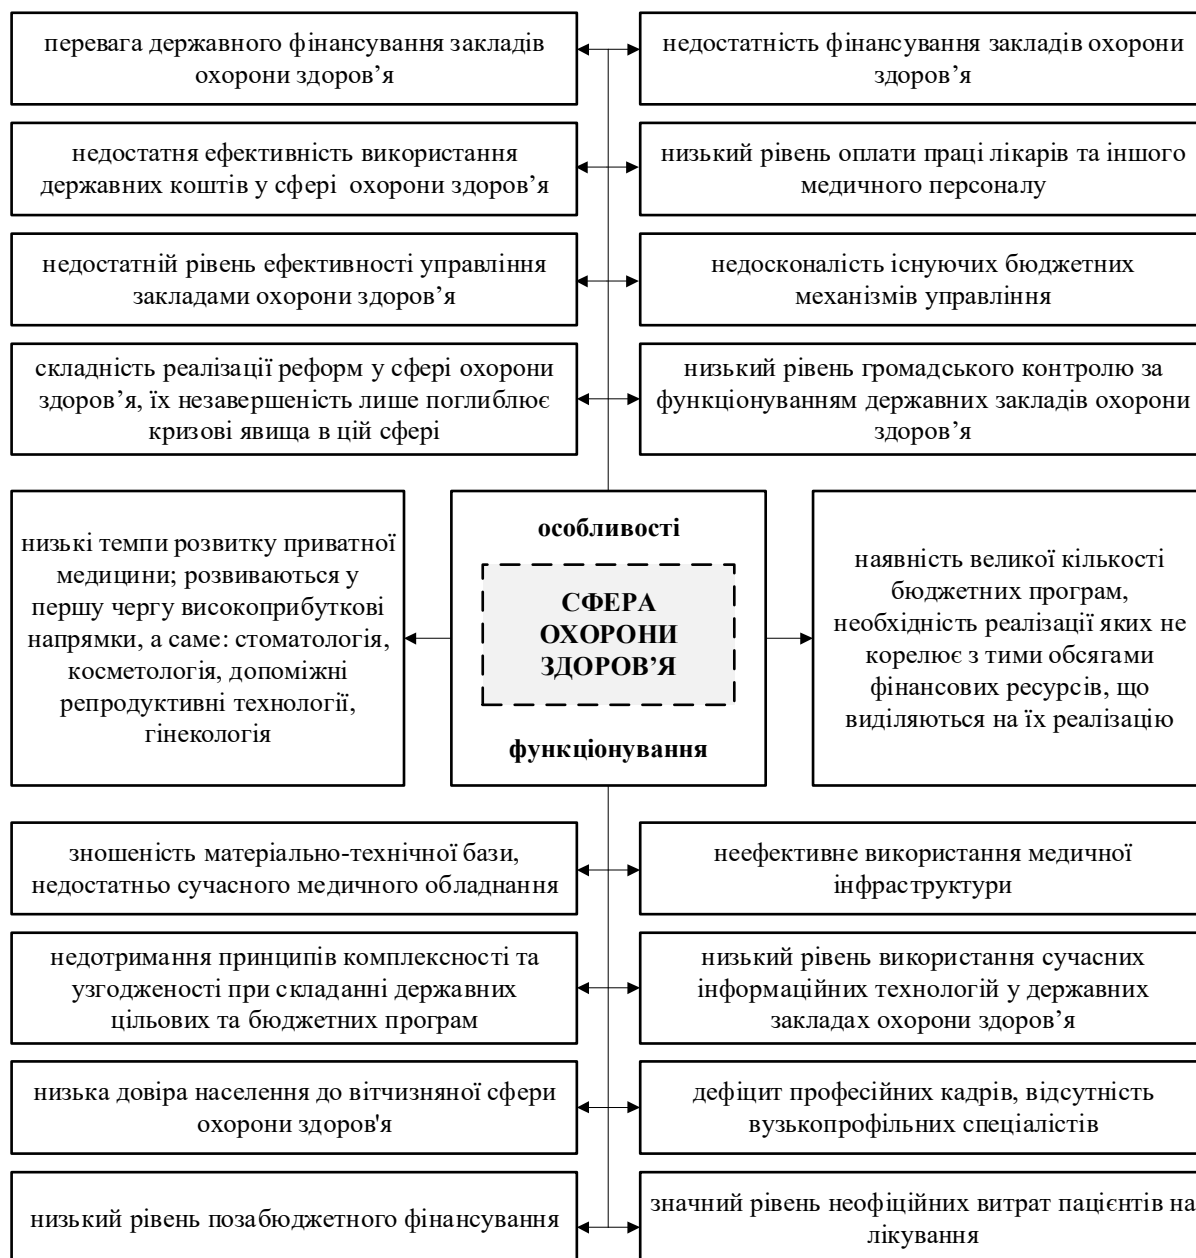 перевага державного фінансування закладів
охорони здоров’я
недостатність фінансування закладів охорони
здоров’я
недостатня ефективність використання
державних коштів у сфері охорони здоров’я
низький рівень оплати праці лікарів та іншого
медичного персоналу
недостатній рівень ефективності управління
закладами охорони здоров’я
недосконалість існуючих бюджетних
механізмів управління
складність реалізації реформ у сфері охорони
здоров’я, їх незавершеність лише поглиблює
кризові явища в цій сфері
низький рівень громадського контролю за
функціонуванням державних закладів охорони
здоров’я
низькі темпи розвитку приватної
медицини; розвиваються у
першу чергу високоприбуткові
напрямки, а саме: стоматологія,
косметологія, допоміжні
репродуктивні технології,
гінекологія
особливості
СФЕРА
ОХОРОНИ
ЗДОРОВ’Я
функціонування
наявність великої кількості
бюджетних програм,
необхідність реалізації яких не
корелює з тими обсягами
фінансових ресурсів, що
виділяються на їх реалізацію
зношеність матеріально-технічної бази,
недостатньо сучасного медичного обладнання
неефективне використання медичної
інфраструктури
недотримання принципів комплексності та
узгодженості при складанні державних
цільових та бюджетних програм
низький рівень використання сучасних
інформаційних технологій у державних
закладах охорони здоров’я
низька довіра населення до вітчизняної сфери
охорони здоров'я
дефіцит професійних кадрів, відсутність
вузькопрофільних спеціалістів
низький рівень позабюджетного фінансування
значний рівень неофіційних витрат пацієнтів на
лікування